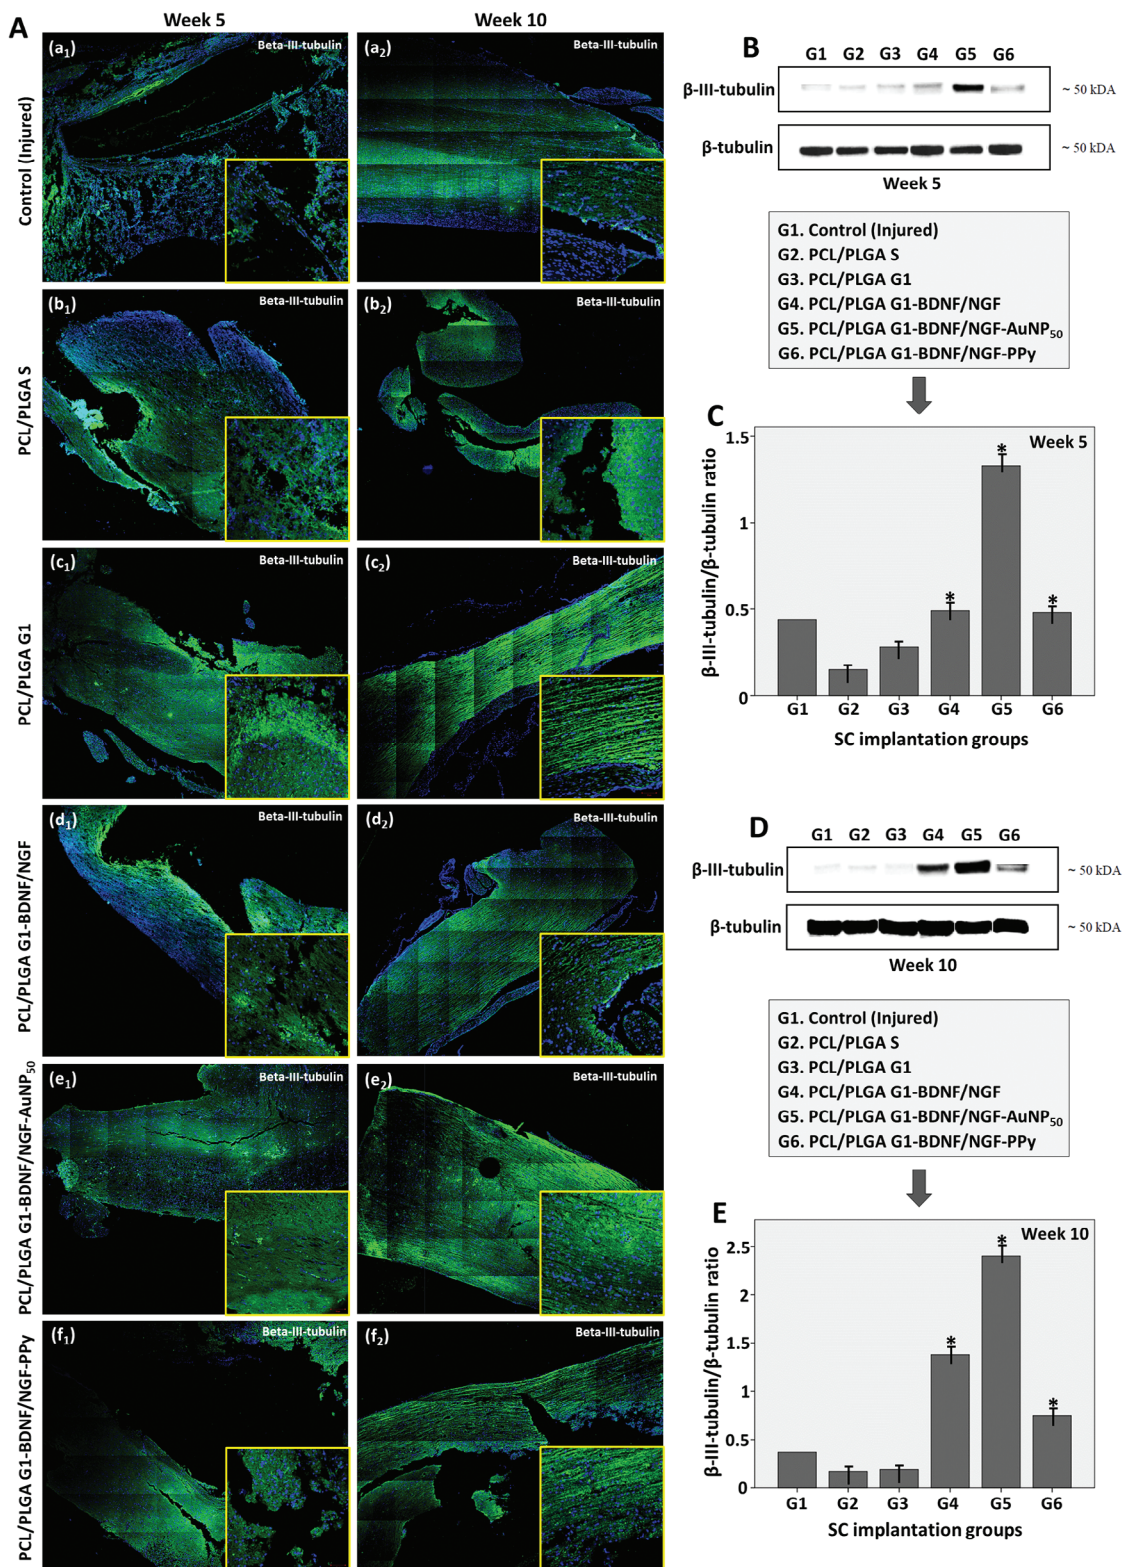 A
Week 5
Week 10
Control (Injured)
(a₁)
Beta-III-tubulin
(a₂)
Beta-III-tubulin
PCL/PLGA S
(b₁)
Beta-III-tubulin
(b₂)
Beta-III-tubulin
PCL/PLGA G1
(c₁)
Beta-III-tubulin
(c₂)
Beta-III-tubulin
PCL/PLGA G1-BDNF/NGF
(d₁)
Beta-III-tubulin
(d₂)
Beta-III-tubulin
PCL/PLGA G1-BDNF/NGF-AuNP₅₀
(e₁)
Beta-III-tubulin
(e₂)
Beta-III-tubulin
PCL/PLGA G1-BDNF/NGF-PPy
(f₁)
Beta-III-tubulin
(f₂)
Beta-III-tubulin
B
G1 G2 G3 G4 G5 G6
β-III-tubulin
~ 50 kDA
β-tubulin
~ 50 kDA
Week 5
G1. Control (Injured)
G2. PCL/PLGA S
G3. PCL/PLGA G1
G4. PCL/PLGA G1-BDNF/NGF
G5. PCL/PLGA G1-BDNF/NGF-AuNP₅₀
G6. PCL/PLGA G1-BDNF/NGF-PPy
C
Week 5
β-III-tubulin/β-tubulin ratio
1.5
1
0.5
0
* * *
G1 G2 G3 G4 G5 G6
SC implantation groups
D
G1 G2 G3 G4 G5 G6
β-III-tubulin
~ 50 kDA
β-tubulin
~ 50 kDA
Week 10
G1. Control (Injured)
G2. PCL/PLGA S
G3. PCL/PLGA G1
G4. PCL/PLGA G1-BDNF/NGF
G5. PCL/PLGA G1-BDNF/NGF-AuNP₅₀
G6. PCL/PLGA G1-BDNF/NGF-PPy
E
Week 10
β-III-tubulin/β-tubulin ratio
2.5
2
1.5
1
0.5
0
* * *
G1 G2 G3 G4 G5 G6
SC implantation groups